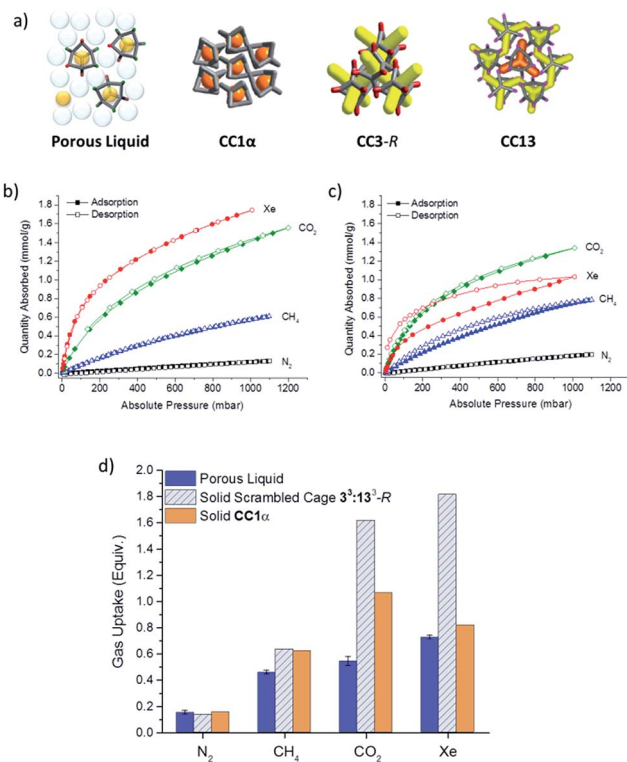 a)
Porous Liquid
CC1α
CC3-R
CC13
b)
Adsorption
Desorption
Xe
CO2
CH4
N2
Quantity Absorbed (mmol/g)
1.8
1.6
1.4
1.2
1.0
0.8
0.6
0.4
0.2
0.0
0 200 400 600 800 1000 1200
Absolute Pressure (mbar)
c)
Adsorption
Desorption
CO2
Xe
CH4
N2
Quantity Absorbed (mmol/g)
1.8
1.6
1.4
1.2
1.0
0.8
0.6
0.4
0.2
0.0
0 200 400 600 800 1000 1200
Absolute Pressure (mbar)
d)
Porous Liquid
Solid Scrambled Cage 3³:13³-R
Solid CC1α
Gas Uptake (Equiv.)
2.0
1.8
1.6
1.4
1.2
1.0
0.8
0.6
0.4
0.2
0.0
N2 CH4 CO2 Xe